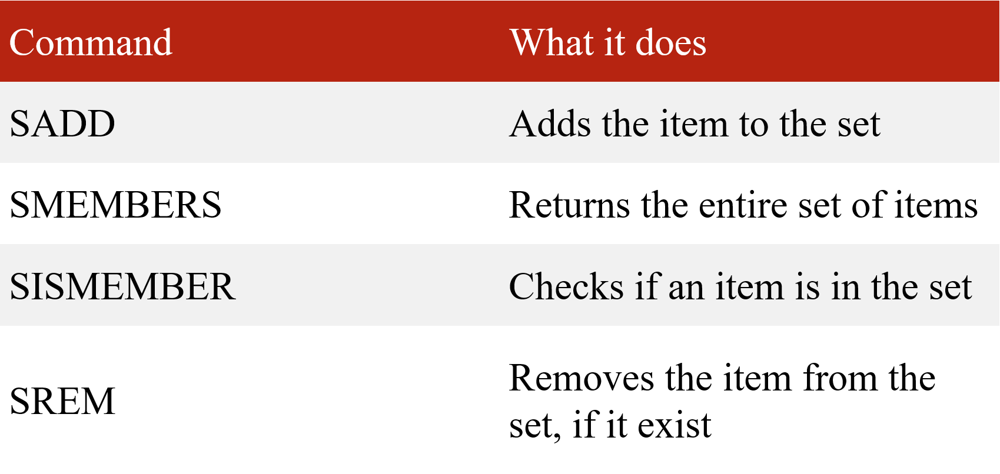 Command What it does
SADD Adds the item to the set
SMEMBERS Returns the entire set of items
SISMEMBER Checks if an item is in the set
SREM Removes the item from the
set, if it exist